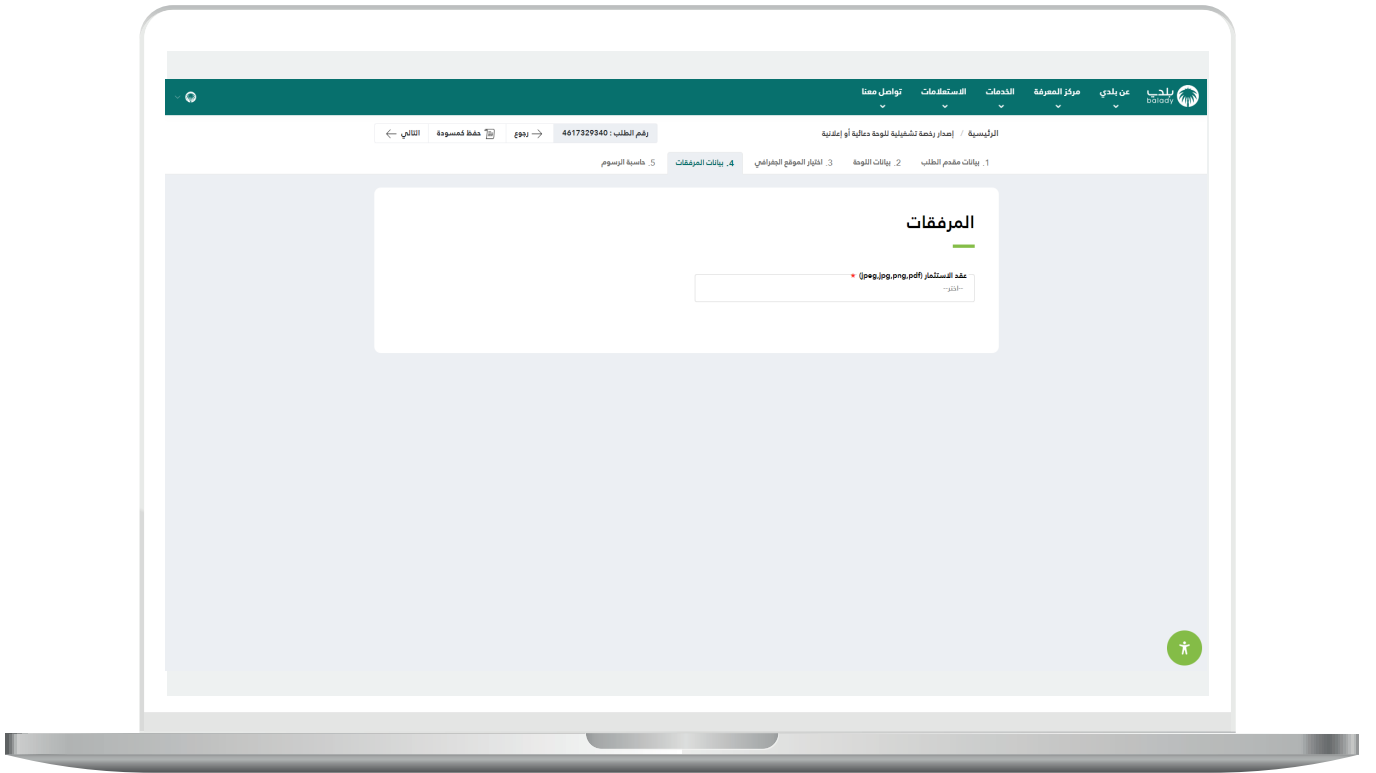 بلدي
balady
عن بلدي
مركز المعرفة
الخدمات
الاستعلامات
تواصل معنا
الرئيسية / إصدار رخصة تشغيلية للوحة دعائية أو إعلانية
رقم الطلب : 4617329340
رجوع
حفظ كمسودة
التالي
1. بيانات مقدم الطلب
2. بيانات اللوحة
3. اختيار الموقع الجغرافي
4. بيانات المرفقات
5. حاسبة الرسوم
المرفقات
عقد الاستثمار (jpeg,jpg,png,pdf) *
--اختر--